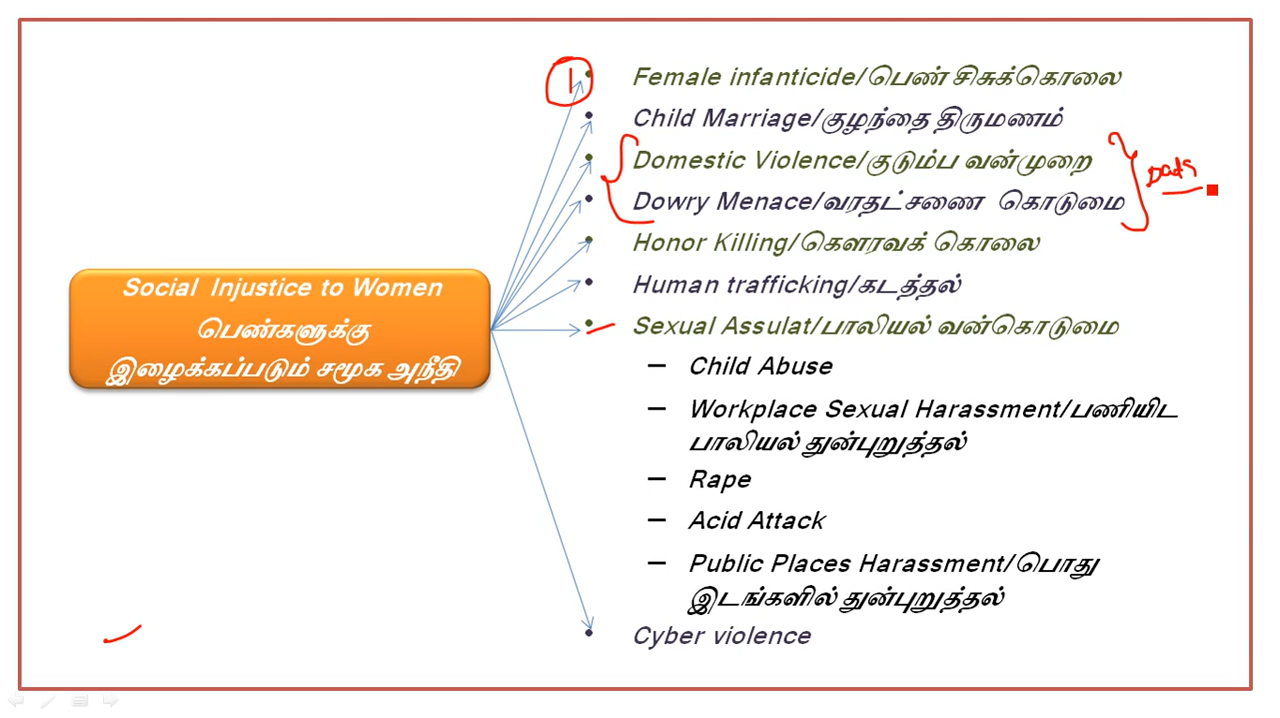 Social Injustice to Women
பெண்களுக்கு
இழைக்கப்படும் சமூக அநீதி
1
Female infanticide/பெண் சிசுக்கொலை
Child Marriage/குழந்தை திருமணம்
Domestic Violence/குடும்ப வன்முறை
Dowry Menace/வரதட்சணை கொடுமை
Honor Killing/கௌரவக் கொலை
Human trafficking/கடத்தல்
Sexual Assulat/பாலியல் வன்கொடுமை
– Child Abuse
– Workplace Sexual Harassment/பணியிட
பாலியல் துன்புறுத்தல்
– Rape
– Acid Attack
– Public Places Harassment/பொது
இடங்களில் துன்புறுத்தல்
Cyber violence